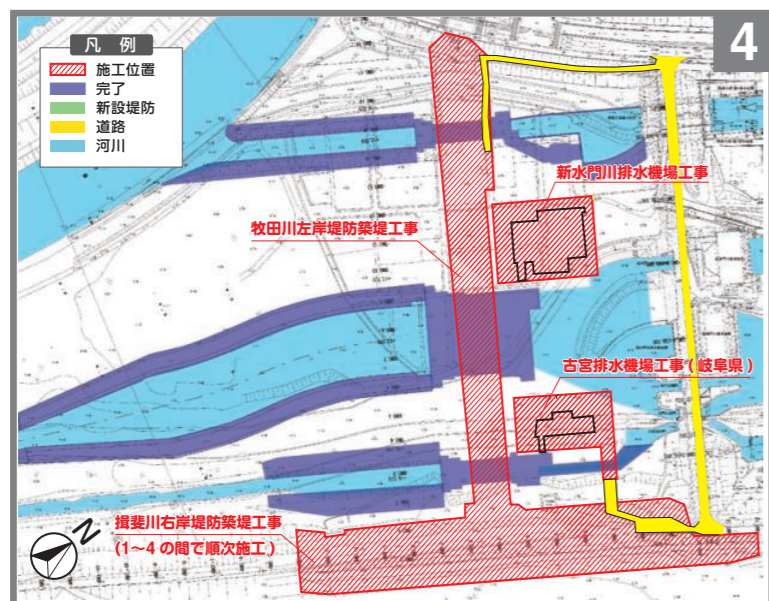 4
凡 例
施工位置
完了
新設堤防
道路
河川
新水門川排水機場工事
牧田川左岸堤防築堤工事
古宮排水機場工事(岐阜県)
揖斐川右岸堤防築堤工事
(1〜4の間で順次施工)
N